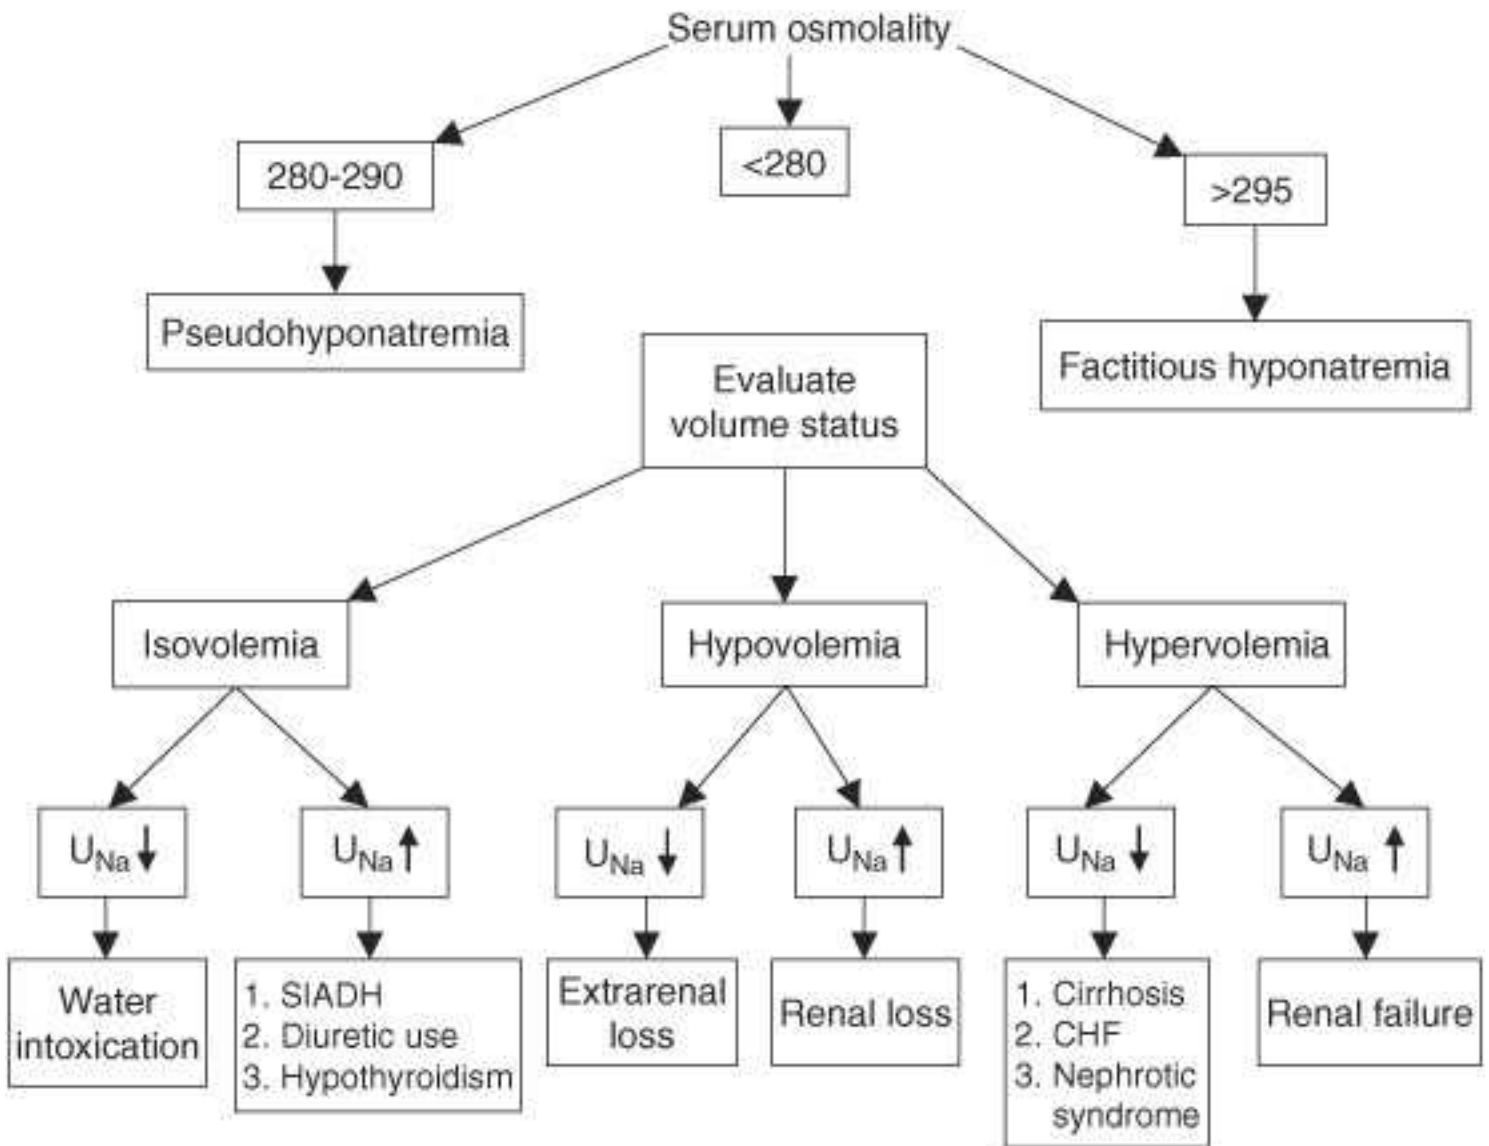 Serum osmolality
280-290
<280
>295
Pseudohyponatremia
Evaluate
volume status
Factitious hyponatremia
Isovolemia
Hypovolemia
Hypervolemia
UNa↓
UNa↑
UNa↓
UNa↑
UNa↓
UNa↑
Water
intoxication
1. SIADH
2. Diuretic use
3. Hypothyroidism
Extrarenal
loss
Renal loss
1. Cirrhosis
2. CHF
3. Nephrotic
syndrome
Renal failure